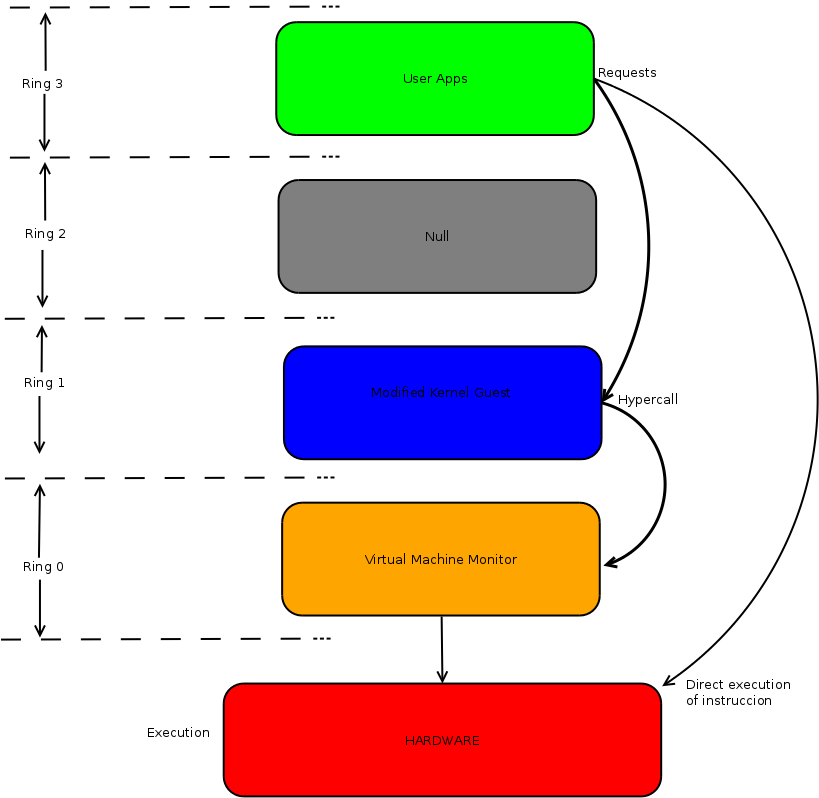 Ring 3
User Apps
Requests
Ring 2
Null
Ring 1
Modified Kernel Guest
Hypercall
Ring 0
Virtual Machine Monitor
Direct execution
of instruccion
Execution
HARDWARE